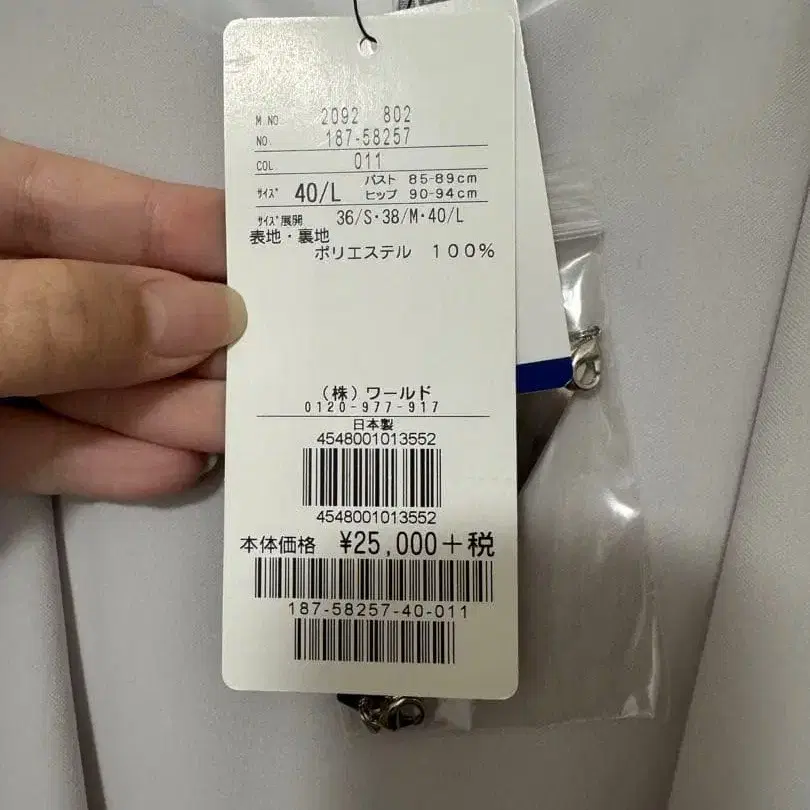 M.NO 2092 802
NO. 187-58257
COL 011
ｻｲｽﾞ 40/L バスト 85-89cm
ヒップ 90-94cm
ｻｲｽﾞ展開 36/S・38/M・40/L
表地・裏地
ポリエステル 100%
(株)ワールド
0120-977-917
日本製
4548001013552
4548001013552
本体価格 ¥25,000+税
187-58257-40-011